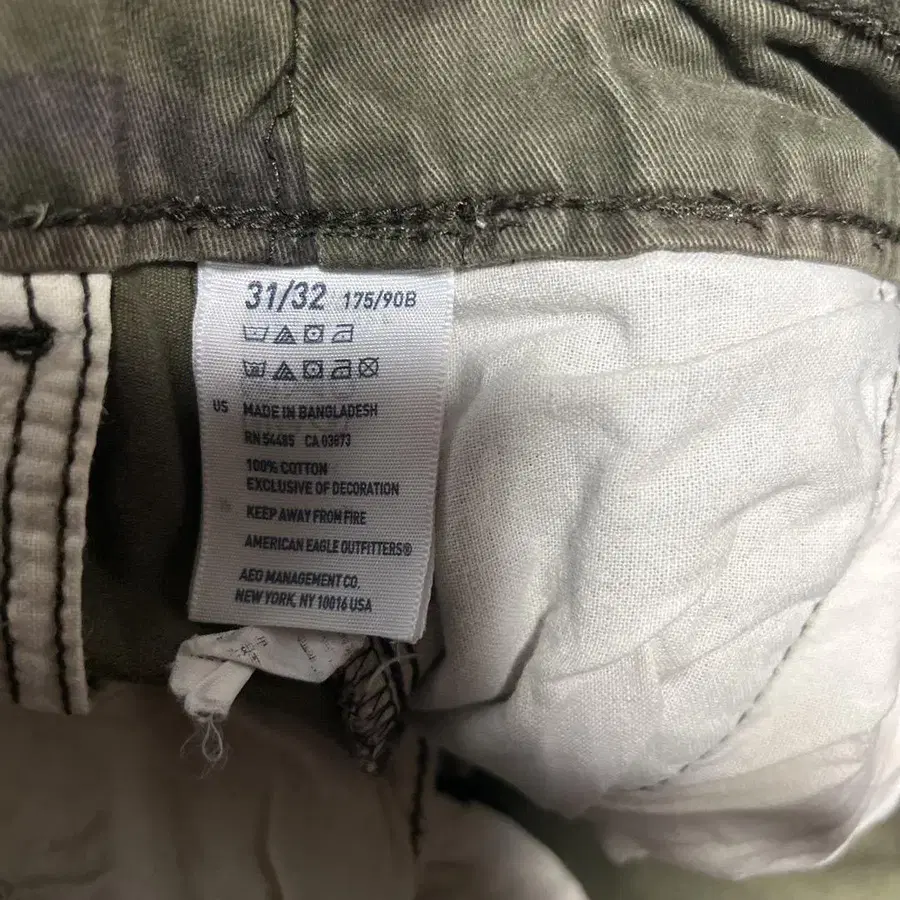 31/32 175/90B
US MADE IN BANGLADESH
RN 54485 CA 03873
100% COTTON
EXCLUSIVE OF DECORATION
KEEP AWAY FROM FIRE
AMERICAN EAGLE OUTFITTERS®
AEO MANAGEMENT CO.
NEW YORK, NY 10016 USA